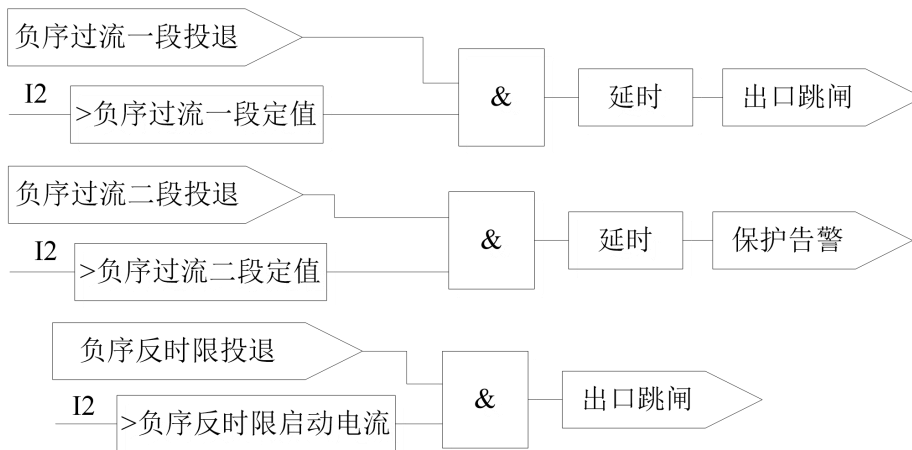 负序过流一段投退
I2
>负序过流一段定值
&
延时
出口跳闸
负序过流二段投退
I2
>负序过流二段定值
&
延时
保护告警
负序反时限投退
I2
>负序反时限启动电流
&
出口跳闸